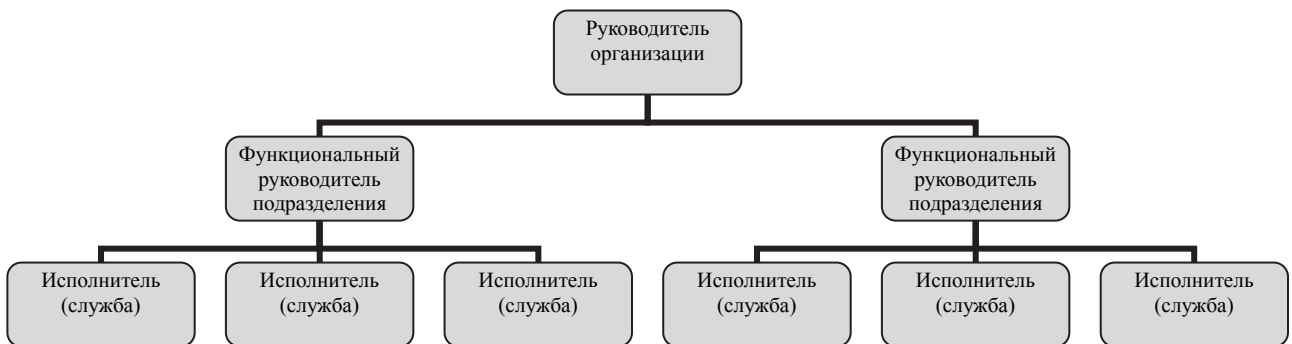 Руководитель
организации
Функциональный
руководитель
подразделения
Функциональный
руководитель
подразделения
Исполнитель
(служба)
Исполнитель
(служба)
Исполнитель
(служба)
Исполнитель
(служба)
Исполнитель
(служба)
Исполнитель
(служба)